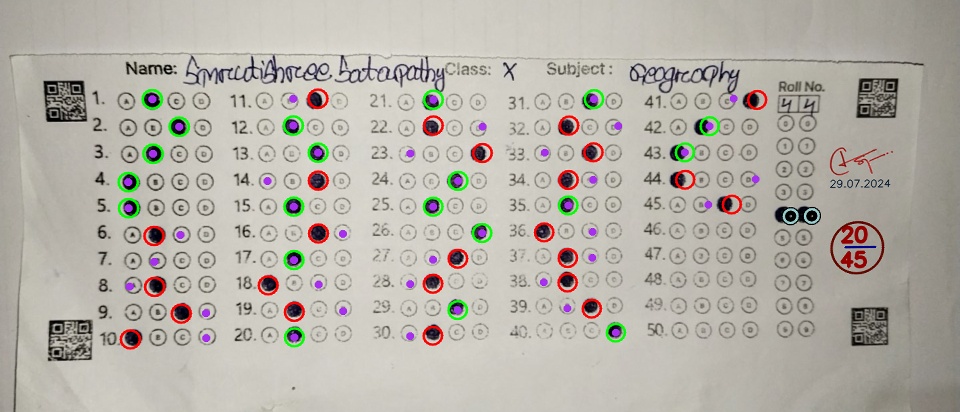 Name: Smrutishree Satapathy Class: X Subject: Geography
Roll No.
44
1. A B C D 11. A B C D 21. A B C D 31. A B C D 41. A B C D
2. A B C D 12. A B C D 22. A B C D 32. A B C D 42. A B C D
3. A B C D 13. A B C D 23. A B C D 33. A B C D 43. A B C D
4. A B C D 14. A B C D 24. A B C D 34. A B C D 44. A B C D
5. A B C D 15. A B C D 25. A B C D 35. A B C D 45. A B C D
6. A B C D 16. A B C D 26. A B C D 36. A B C D 46. A B C D
7. A B C D 17. A B C D 27. A B C D 37. A B C D 47. A B C D
8. A B C D 18. A B C D 28. A B C D 38. A B C D 48. A B C D
9. A B C D 19. A B C D 29. A B C D 39. A B C D 49. A B C D
10. A B C D 20. A B C D 30. A B C D 40. A B C D 50. A B C D
29.07.2024
20
45